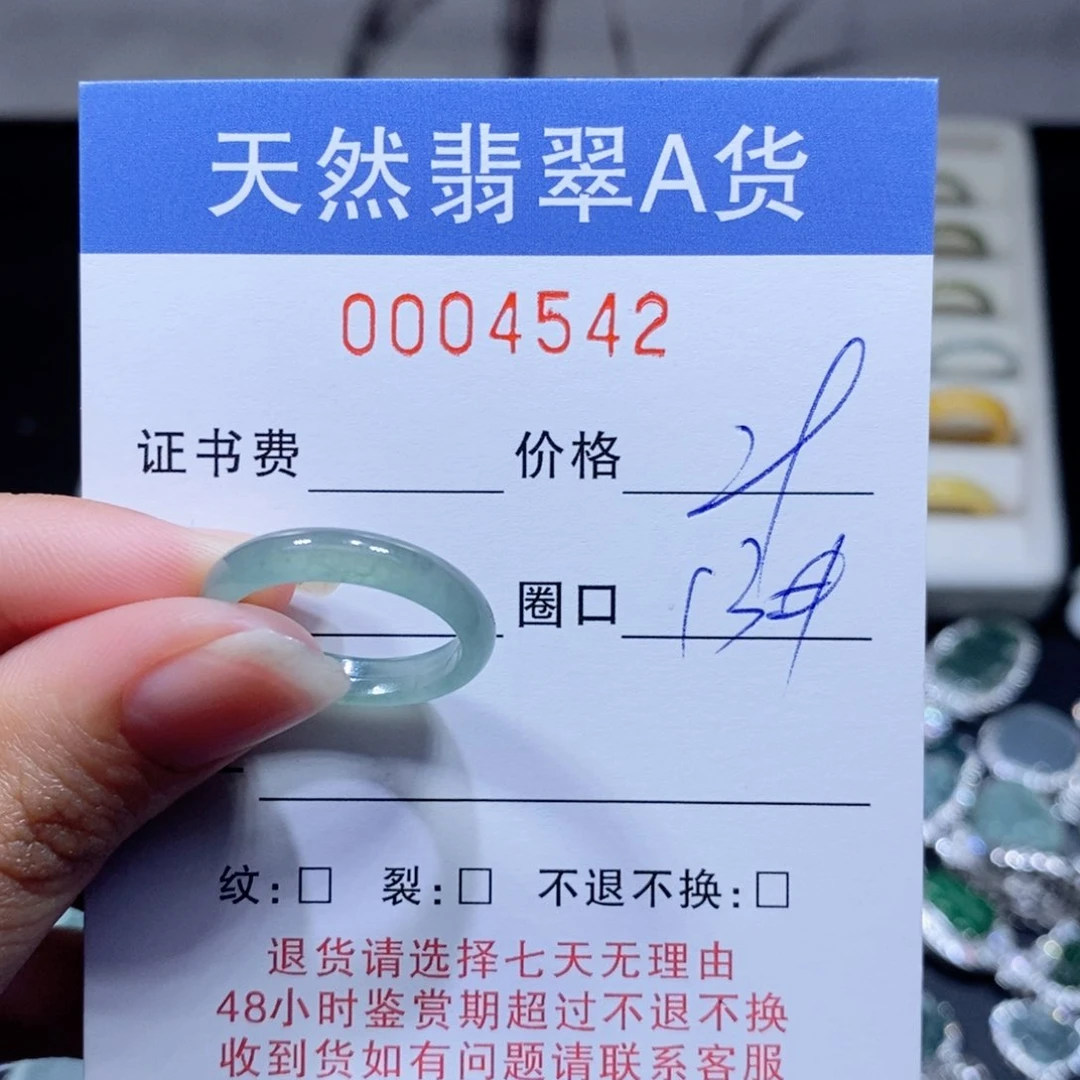 天然翡翠A货
0004542
证书费 价格
圈口 13#
纹:□ 裂:□ 不退不换:□
退货请选择七天无理由
48小时鉴赏期超过不退不换
收到货如有问题请联系客服